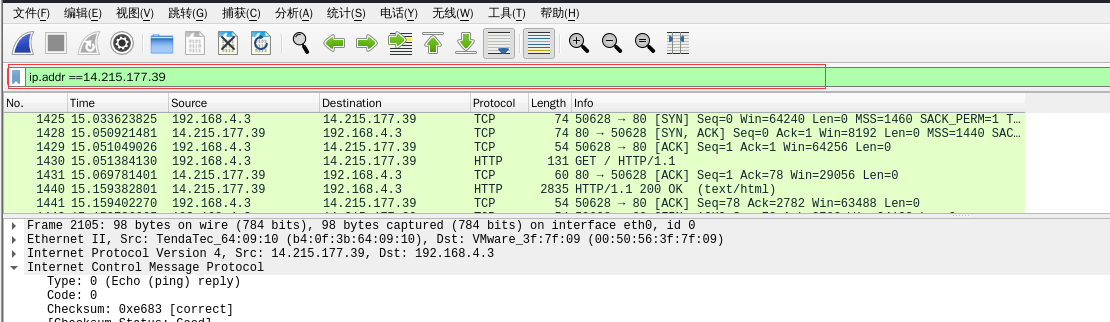 文件(F) 编辑(E) 视图(V) 跳转(G) 捕获(C) 分析(A) 统计(S) 电话(Y) 无线(W) 工具(T) 帮助(H)
ip.addr ==14.215.177.39
No. Time Source Destination Protocol Length Info
1425 15.033623825 192.168.4.3 14.215.177.39 TCP 74 50628 → 80 [SYN] Seq=0 Win=64240 Len=0 MSS=1460 SACK_PERM=1 T…
1428 15.050921481 14.215.177.39 192.168.4.3 TCP 74 80 → 50628 [SYN, ACK] Seq=0 Ack=1 Win=8192 Len=0 MSS=1440 SAC…
1429 15.051049026 192.168.4.3 14.215.177.39 TCP 54 50628 → 80 [ACK] Seq=1 Ack=1 Win=64256 Len=0
1430 15.051384130 192.168.4.3 14.215.177.39 HTTP 131 GET / HTTP/1.1
1431 15.069781401 14.215.177.39 192.168.4.3 TCP 60 80 → 50628 [ACK] Seq=1 Ack=78 Win=29056 Len=0
1440 15.159382801 14.215.177.39 192.168.4.3 HTTP 2835 HTTP/1.1 200 OK (text/html)
1441 15.159402270 192.168.4.3 14.215.177.39 TCP 54 50628 → 80 [ACK] Seq=78 Ack=2782 Win=63488 Len=0
Frame 2105: 98 bytes on wire (784 bits), 98 bytes captured (784 bits) on interface eth0, id 0
Ethernet II, Src: TendaTec_64:09:10 (b4:0f:3b:64:09:10), Dst: VMware_3f:7f:09 (00:50:56:3f:7f:09)
Internet Protocol Version 4, Src: 14.215.177.39, Dst: 192.168.4.3
Internet Control Message Protocol
Type: 0 (Echo (ping) reply)
Code: 0
Checksum: 0xe683 [correct]
[Checksum Status: Good]